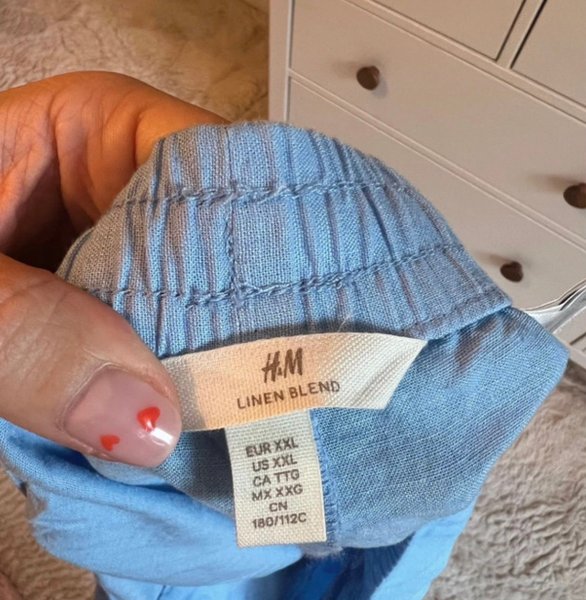 H&M
LINEN BLEND
EUR XXL
US XXL
CA TTG
MX XXG
CN
180/112C